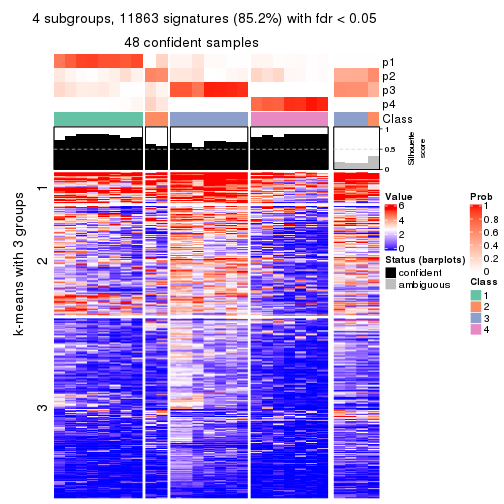 4 subgroups, 11863 signatures (85.2%) with fdr < 0.05
48 confident samples
p1
p2
p3
p4
Class
1
0.5
0
Silhouette
score
k-means with 3 groups
1
2
3
Value
6
4
2
0
Status (barplots)
confident
ambiguous
Prob
1
0.8
0.6
0.4
0.2
0
Class
1
2
3
4